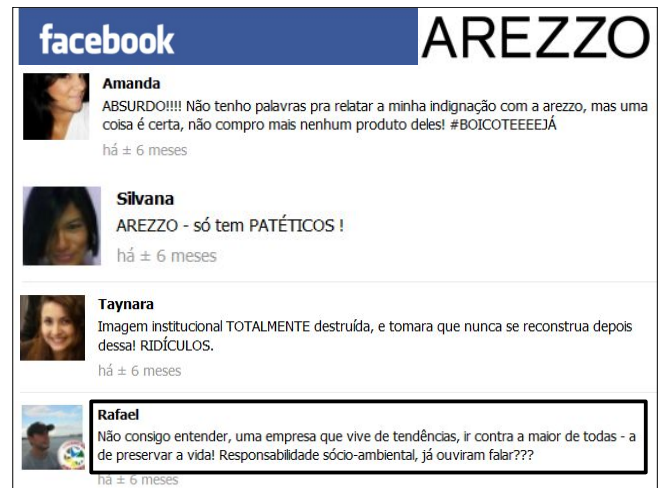 facebook AREZZO
Amanda
ABSURDO!!!! Não tenho palavras pra relatar a minha indignação com a arezzo, mas uma
coisa é certa, não compro mais nenhum produto deles! #BOICOTEEEEJÁ
há ± 6 meses
Silvana
AREZZO - só tem PATÉTICOS !
há ± 6 meses
Taynara
Imagem institucional TOTALMENTE destruída, e tomara que nunca se reconstrua depois
dessa! RIDÍCULOS.
há ± 6 meses
Rafael
Não consigo entender, uma empresa que vive de tendências, ir contra a maior de todas - a
de preservar a vida! Responsabilidade sócio-ambiental, já ouviram falar???
há ± 6 meses